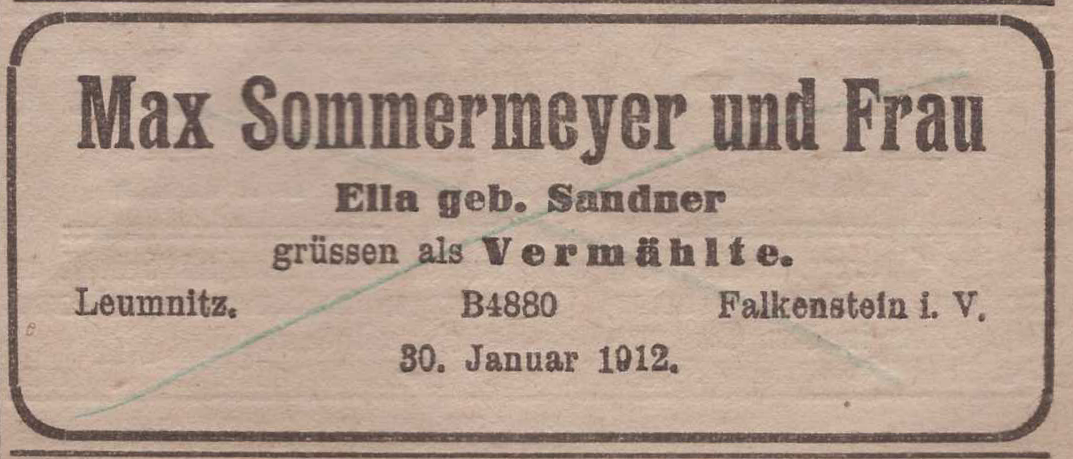 Max Sommermeyer und Frau
Ella geb. Sandner
grüssen als Vermählte.
Leumnitz. B4880 Falkenstein i. V.
30. Januar 1912.